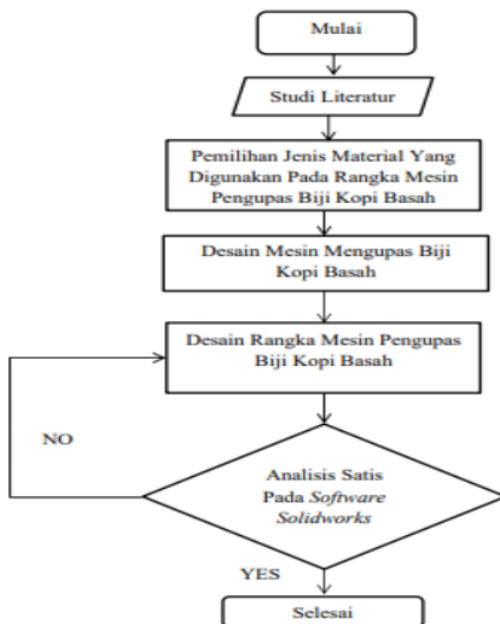 Mulai
Studi Literatur
Pemilihan Jenis Material Yang
Digunakan Pada Rangka Mesin
Pengupas Biji Kopi Basah
Desain Mesin Mengupas Biji
Kopi Basah
Desain Rangka Mesin Pengupas
Biji Kopi Basah
NO
Analisis Satis
Pada Software
Solidworks
YES
Selesai